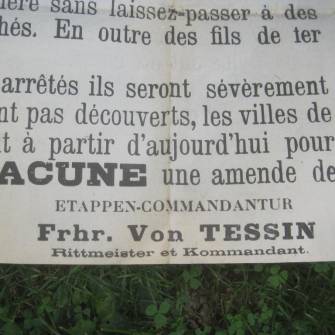 ière sans laissez-passer à des
hés. En outre des fils de fer
arrêtés ils seront sévèrement
nt pas découverts, les villes de
t à partir d'aujourd'hui pour
ACUNE une amende de
ETAPPEN-COMMANDANTUR
Frhr. Von TESSIN
Rittmeister et Kommandant.